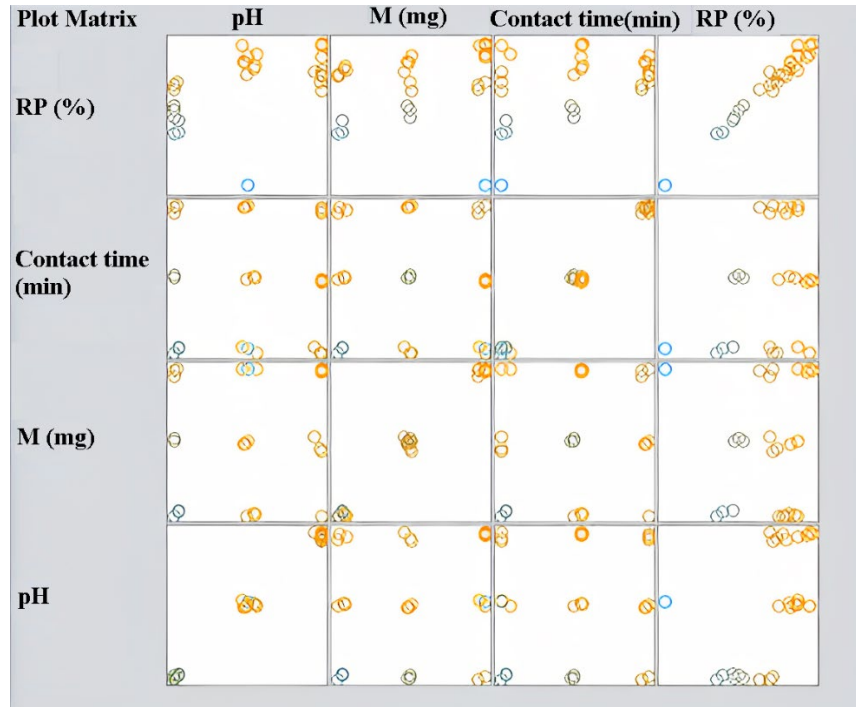 Plot Matrix pH M (mg) Contact time(min) RP (%)
RP (%)
Contact time
(min)
M (mg)
pH